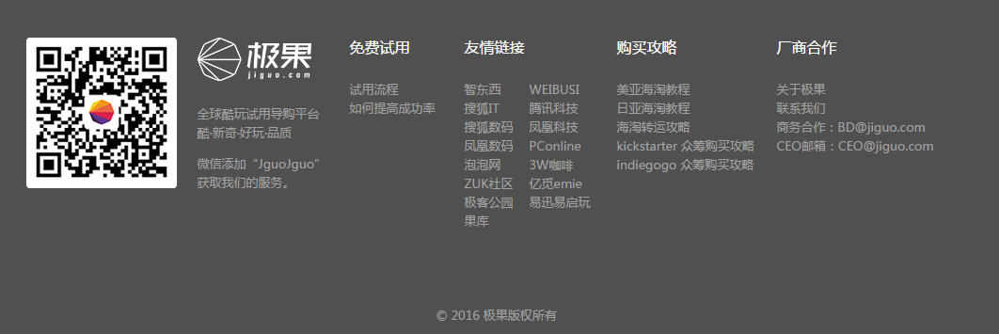 极果
jiguo.com
全球酷玩试用导购平台
酷·新奇·好玩·品质
微信添加“JguoJguo”
获取我们的服务。
免费试用
试用流程
如何提高成功率
友情链接
智东西 WEIBUSI
搜狐IT 腾讯科技
搜狐数码 凤凰科技
凤凰数码 PConline
泡泡网 3W咖啡
ZUK社区 亿觅emie
极客公园 易迅易启玩
果库
购买攻略
美亚海淘教程
日亚海淘教程
海淘转运攻略
kickstarter 众筹购买攻略
indiegogo 众筹购买攻略
厂商合作
关于极果
联系我们
商务合作：BD@jiguo.com
CEO邮箱：CEO@jiguo.com
© 2016 极果版权所有